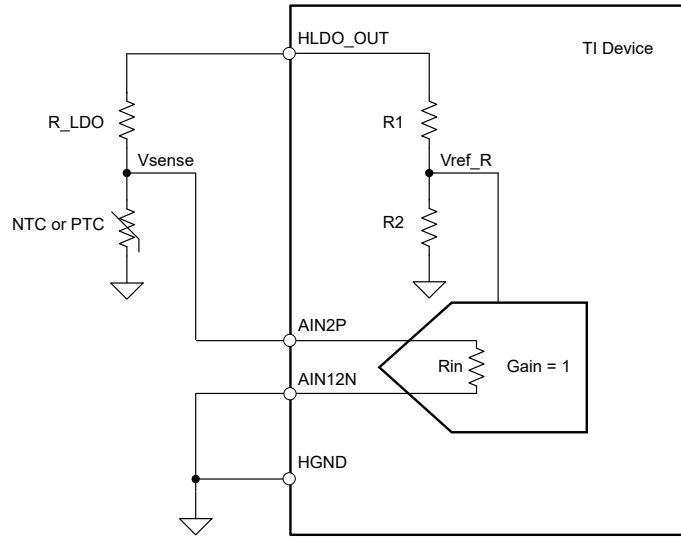 HLDO_OUT
TI Device
R_LDO
R1
Vsense
Vref_R
NTC or PTC
R2
AIN2P
Rin
Gain = 1
AIN12N
HGND